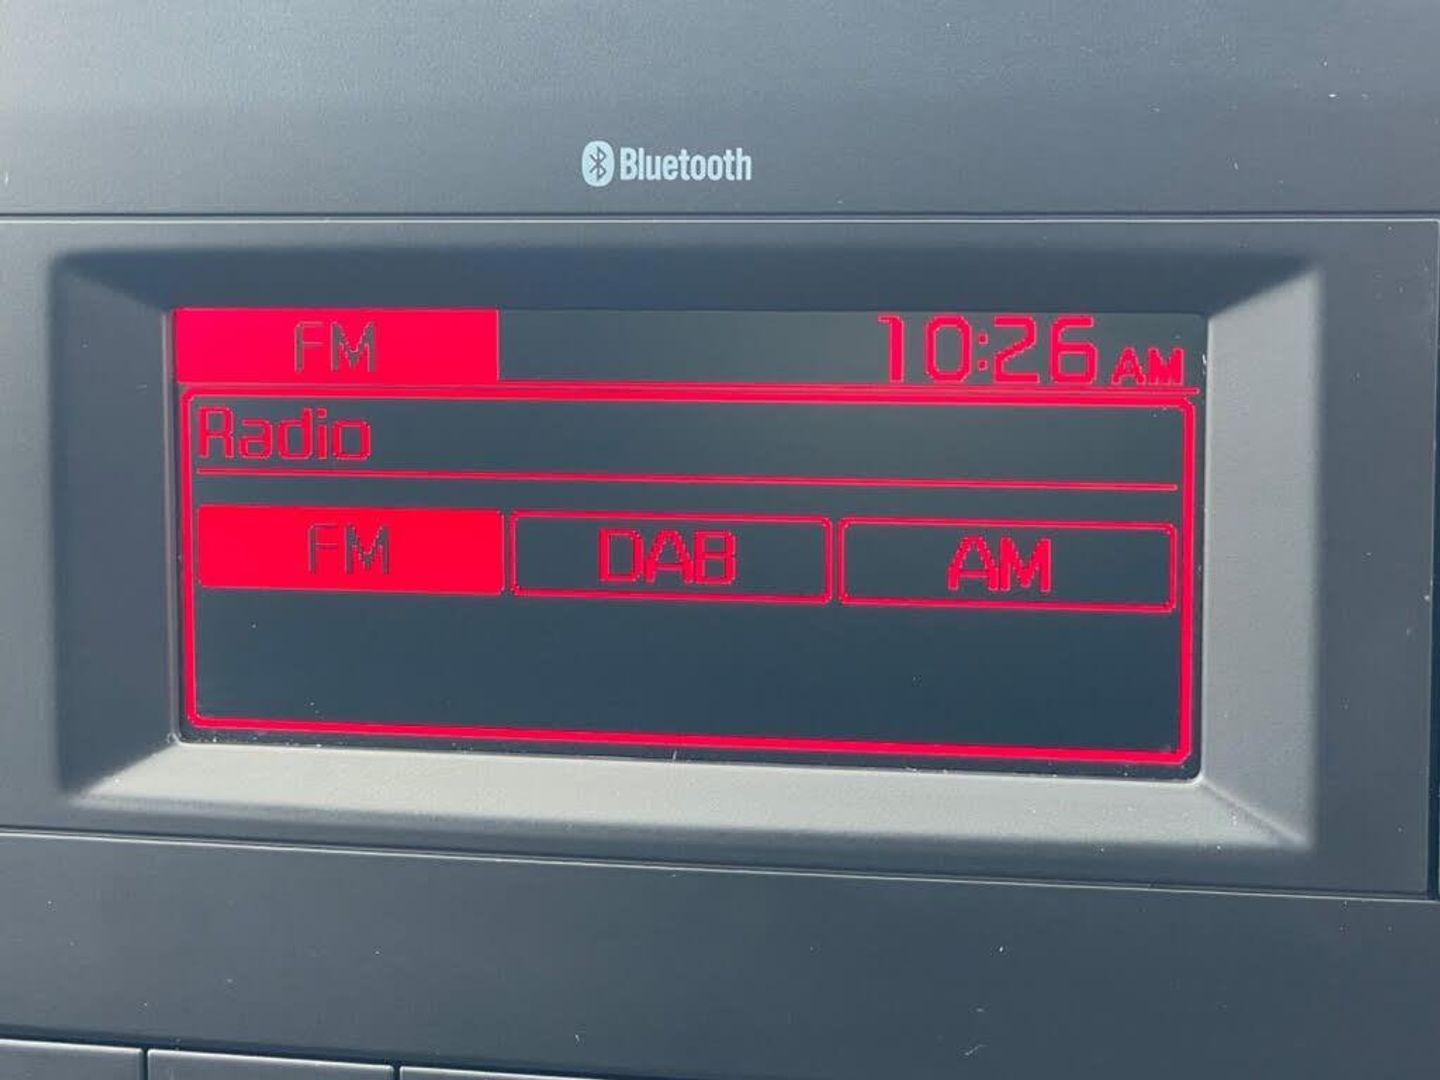 Bluetooth
FM 10:26 AM
Radio
FM DAB AM